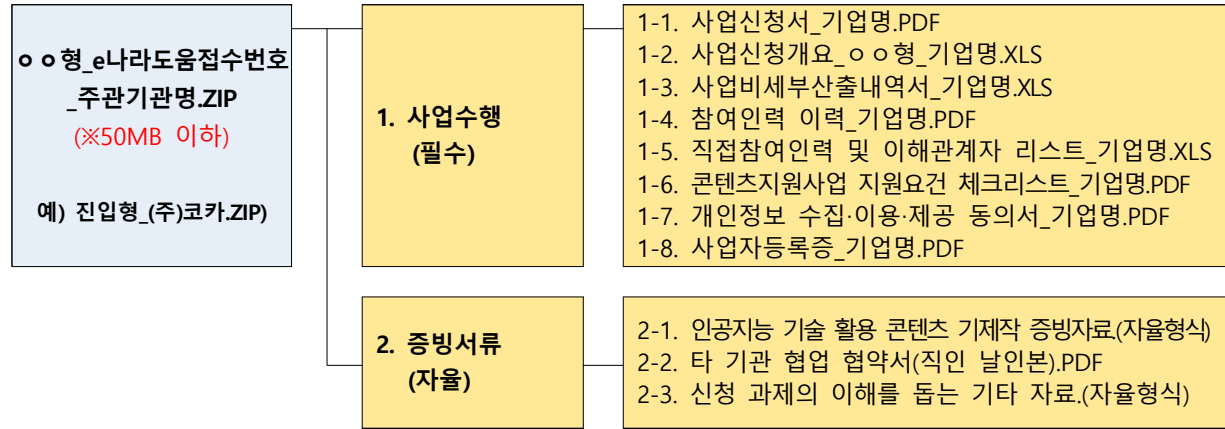 ㅇㅇ형_e나라도움접수번호
_주관기관명.ZIP
(※50MB 이하)
예) 진입형_(주)코카.ZIP)
1. 사업수행
(필수)
1-1. 사업신청서_기업명.PDF
1-2. 사업신청개요_ㅇㅇ형_기업명.XLS
1-3. 사업비세부산출내역서_기업명.XLS
1-4. 참여인력 이력_기업명.PDF
1-5. 직접참여인력 및 이해관계자 리스트_기업명.XLS
1-6. 콘텐츠지원사업 지원요건 체크리스트_기업명.PDF
1-7. 개인정보 수집·이용·제공 동의서_기업명.PDF
1-8. 사업자등록증_기업명.PDF
2. 증빙서류
(자율)
2-1. 인공지능 기술 활용 콘텐츠 기제작 증빙자료.(자율형식)
2-2. 타 기관 협업 협약서(직인 날인본).PDF
2-3. 신청 과제의 이해를 돕는 기타 자료.(자율형식)